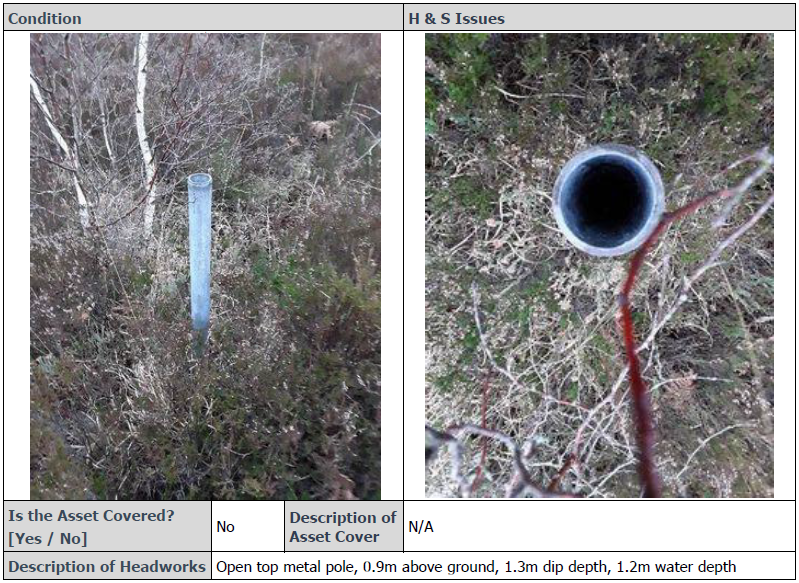 Condition
H & S Issues
Is the Asset Covered?
[Yes / No]
No
Description of
Asset Cover
N/A
Description of Headworks
Open top metal pole, 0.9m above ground, 1.3m dip depth, 1.2m water depth